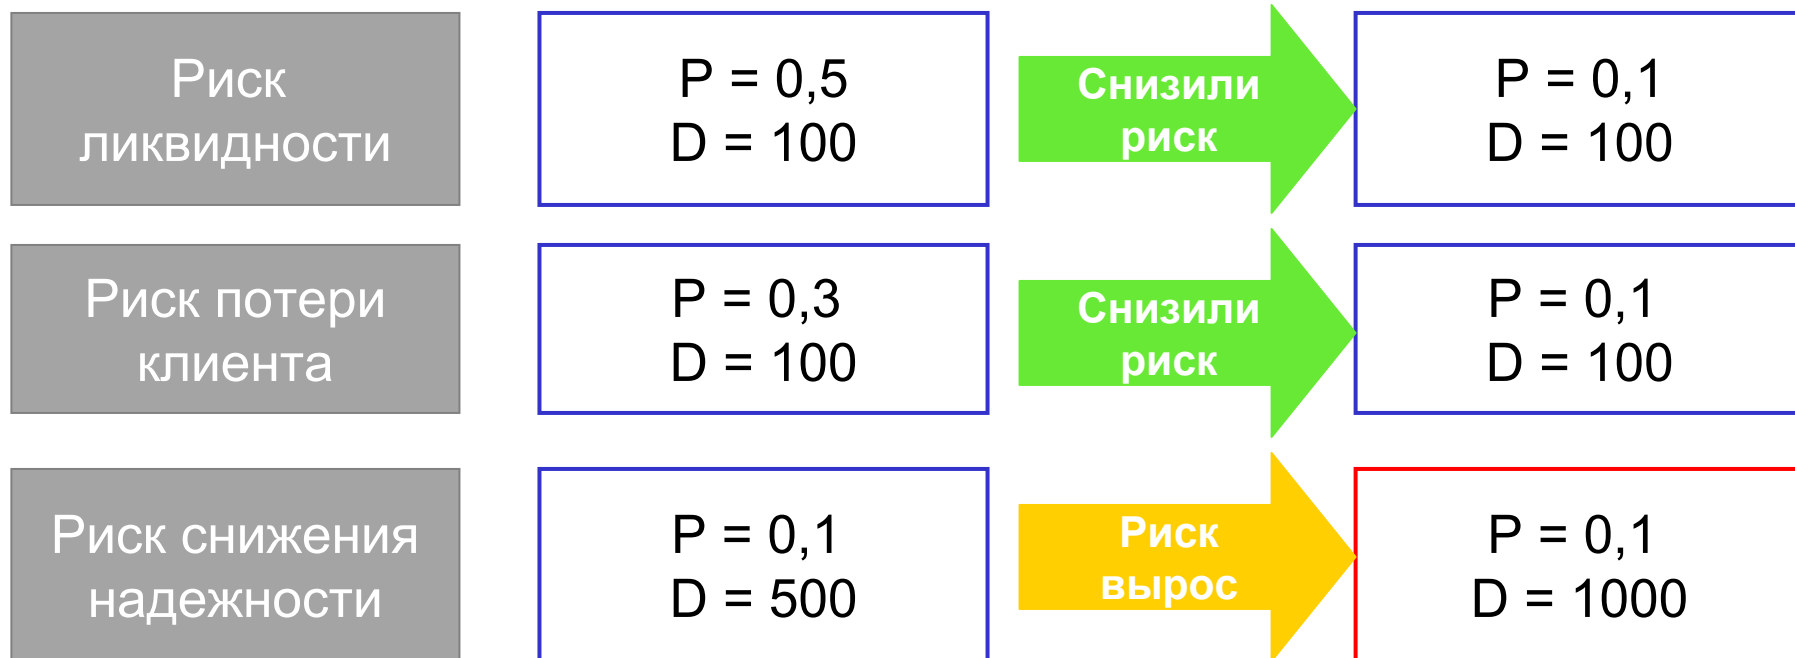 Риск
ликвидности
P = 0,5
D = 100
Снизили
риск
P = 0,1
D = 100
Риск потери
клиента
P = 0,3
D = 100
Снизили
риск
P = 0,1
D = 100
Риск снижения
надежности
P = 0,1
D = 500
Риск
вырос
P = 0,1
D = 1000